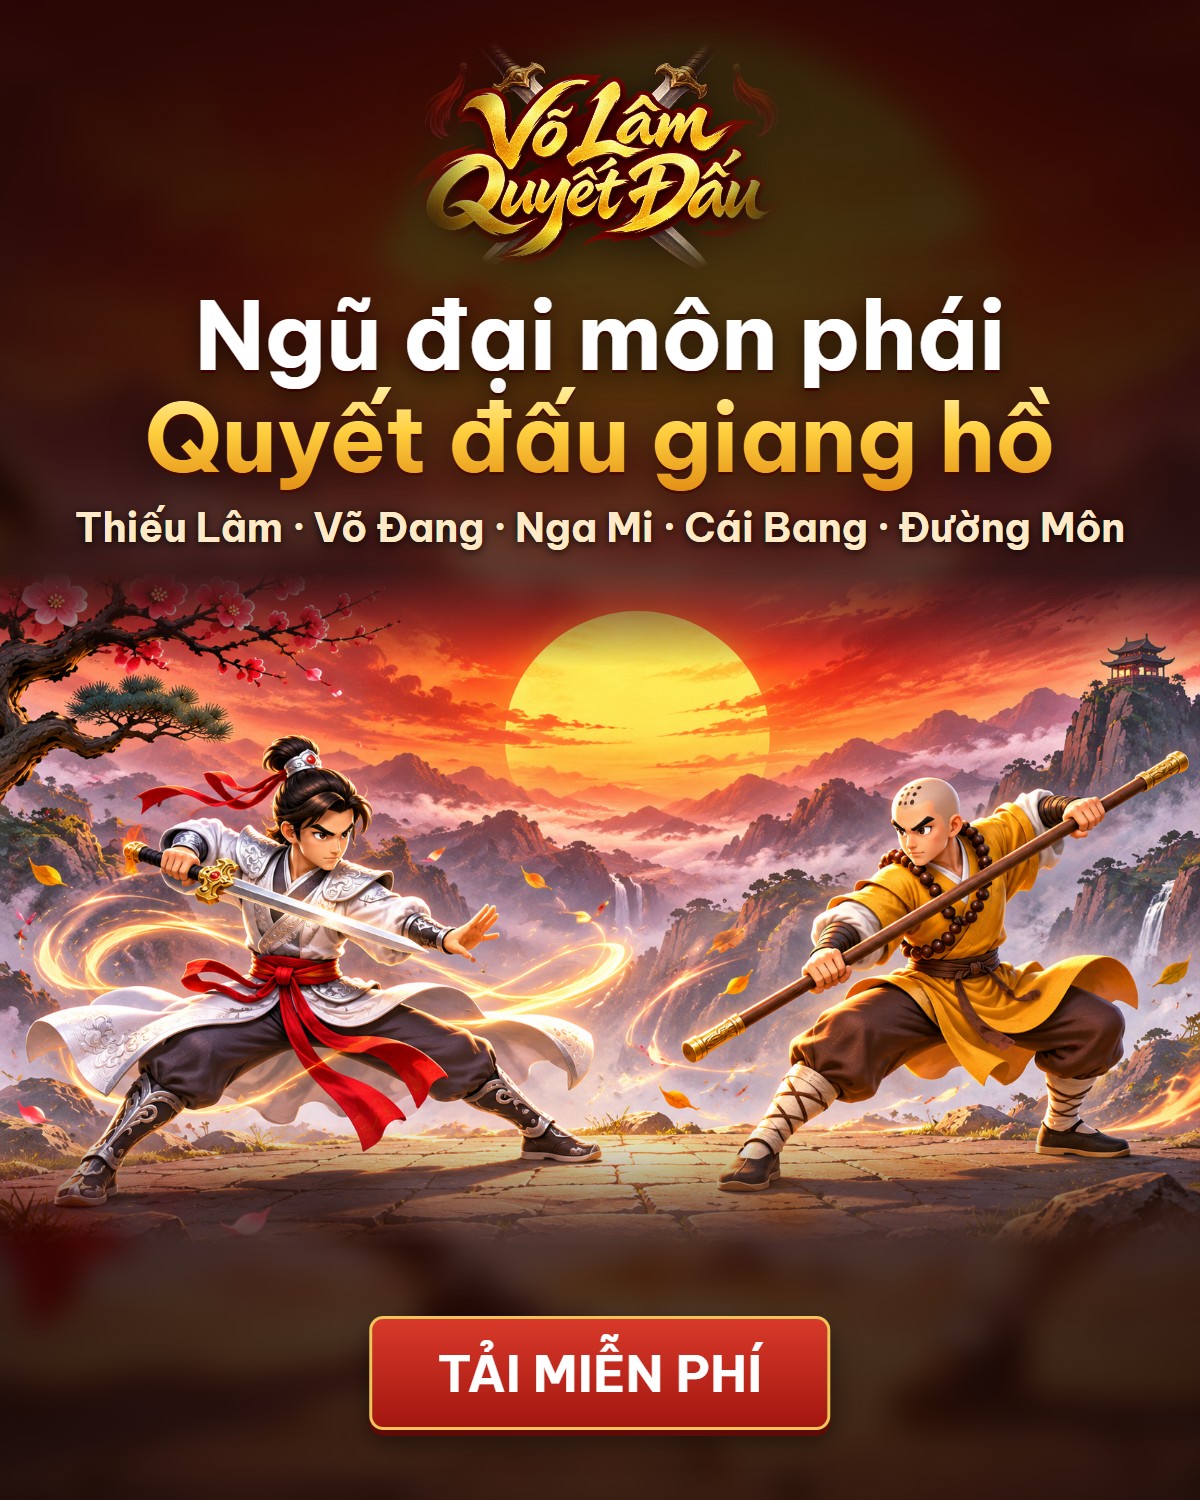 Võ Lâm
Quyết Đấu
Ngũ đại môn phái
Quyết đấu giang hồ
Thiếu Lâm · Võ Đang · Nga Mi · Cái Bang · Đường Môn
TẢI MIỄN PHÍ